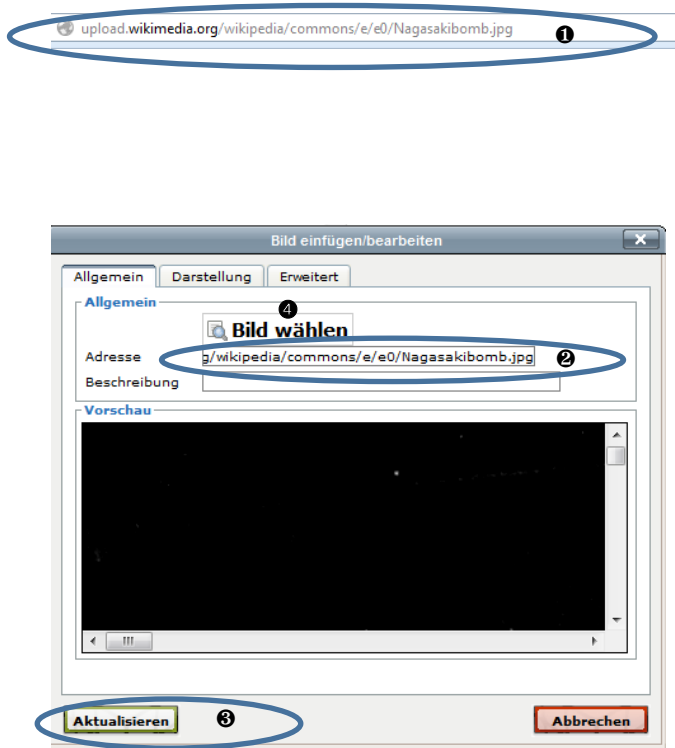 upload.wikimedia.org/wikipedia/commons/e/e0/Nagasakibomb.jpg ❶
Bild einfügen/bearbeiten
Allgemein Darstellung Erweitert
Allgemein
❹
Bild wählen
Adresse g/wikipedia/commons/e/e0/Nagasakibomb.jpg ❷
Beschreibung
Vorschau
Aktualisieren ❸ Abbrechen